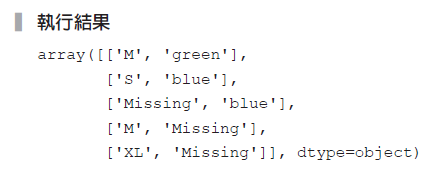 執行結果
array([['M', 'green'],
['S', 'blue'],
['Missing', 'blue'],
['M', 'Missing'],
['XL', 'Missing']], dtype=object)